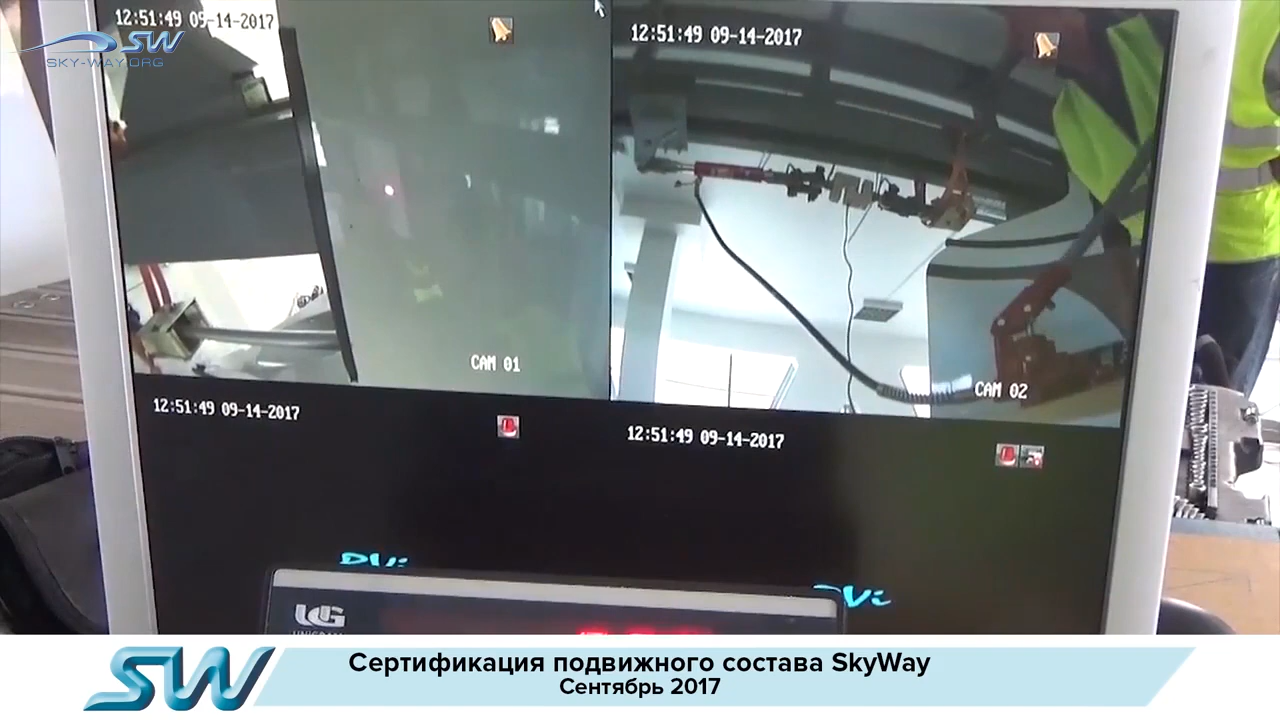 12:51:49 09-14-2017
12:51:49 09-14-2017
SW
SKY-WAY.ORG
CAM 01
CAM 02
12:51:49 09-14-2017
12:51:49 09-14-2017
UG
SW
Сертификация подвижного состава SkyWay
Сентябрь 2017